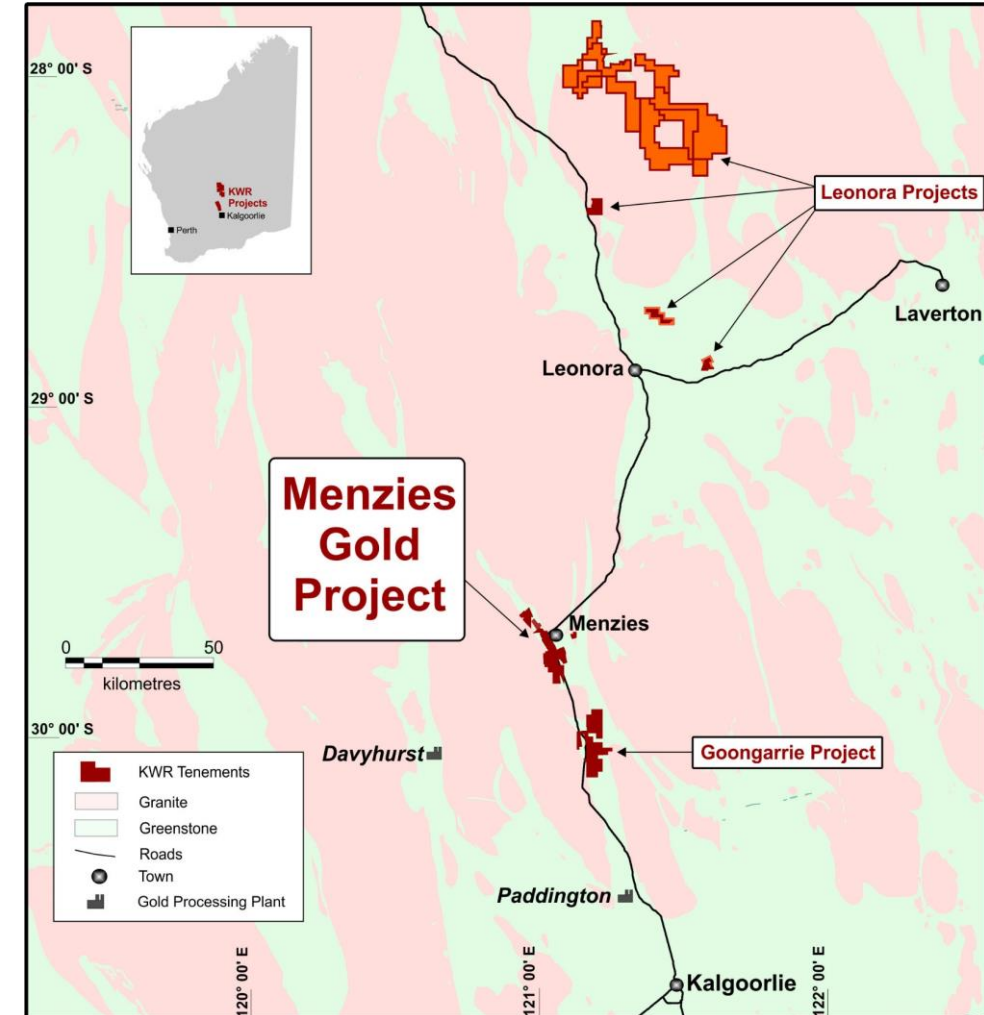 28° 00' S
KWR
Projects
Kalgoorlie
Perth
Leonora Projects
Laverton
Leonora
29° 00' S
Menzies
Gold
Project
Menzies
0 50
kilometres
30° 00' S
Davyhurst
Goongarrie Project
KWR Tenements
Granite
Greenstone
Roads
Town
Gold Processing Plant
Paddington
Kalgoorlie
120° 00' E
121° 00' E
122° 00' E